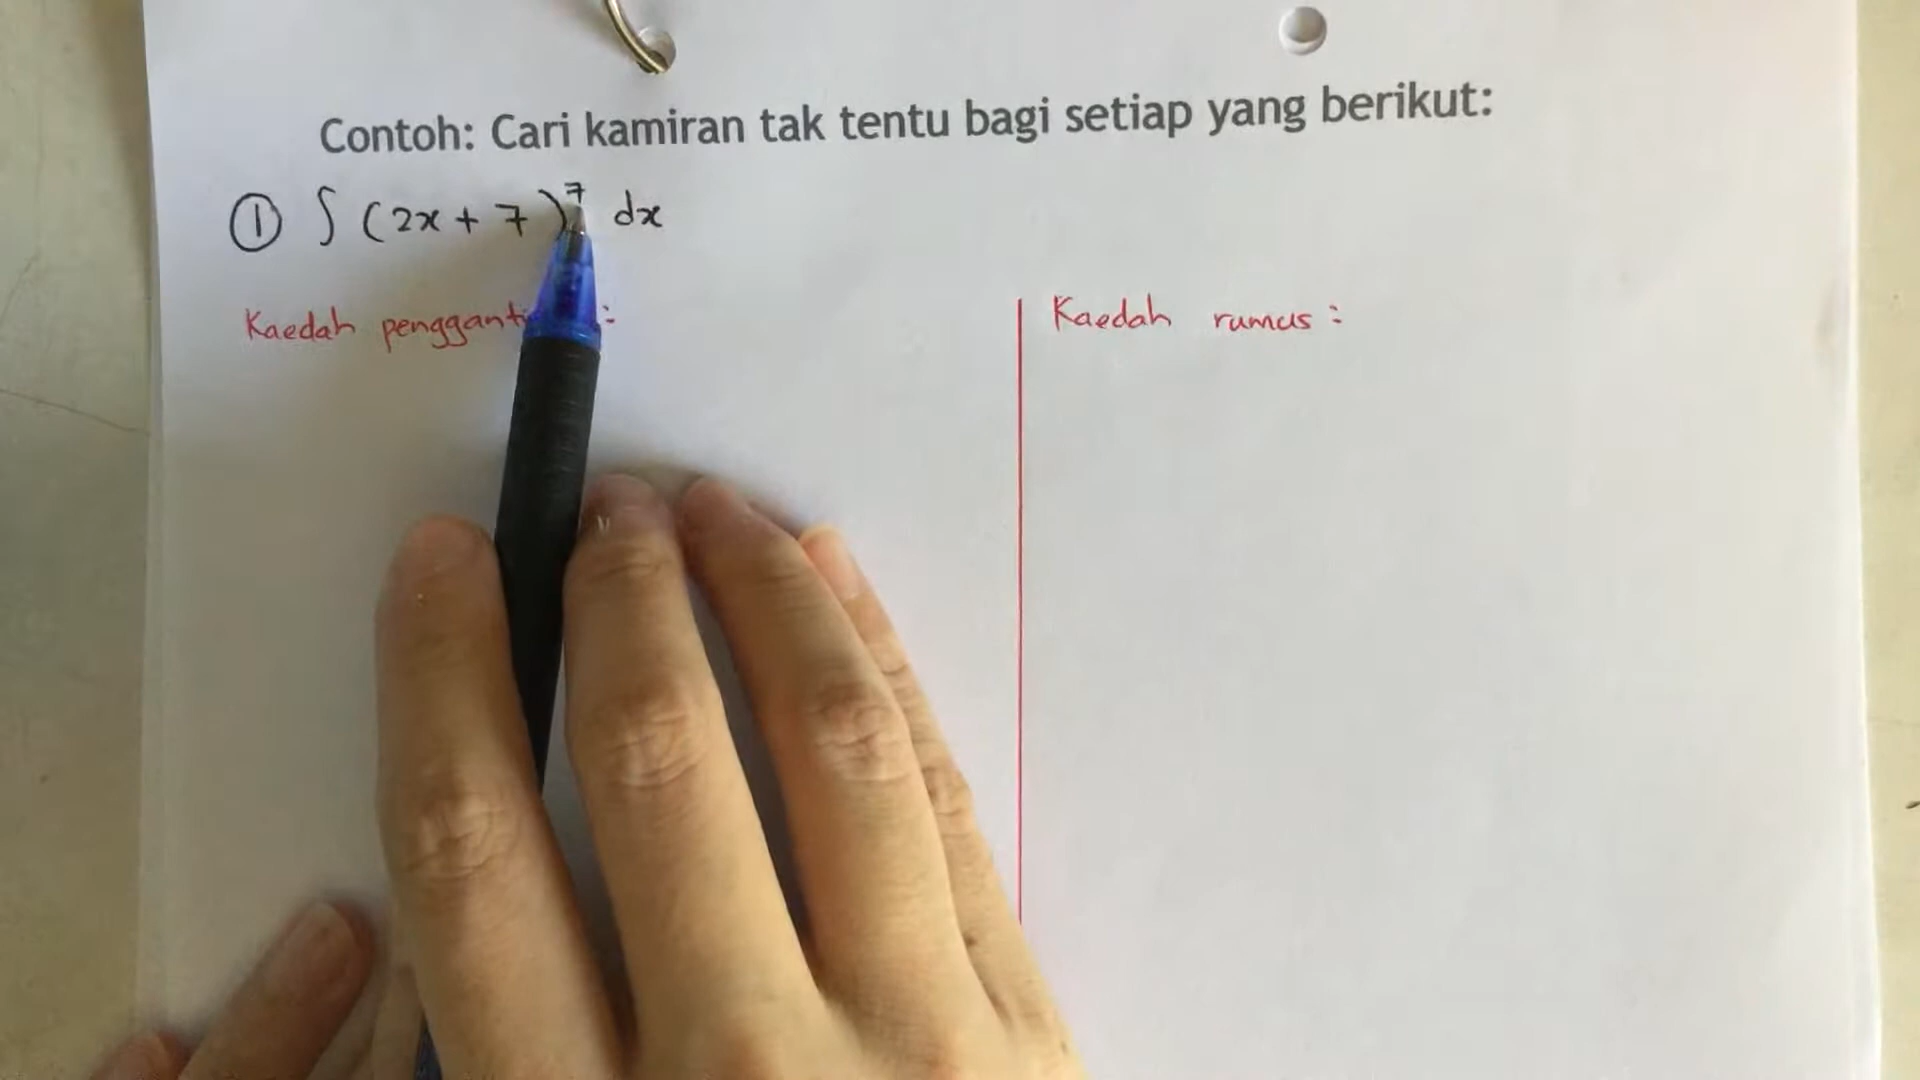 Contoh: Cari kamiran tak tentu bagi setiap yang berikut:
① ∫ (2x + 7)⁷ dx
Kaedah :
Kaedah rumus :